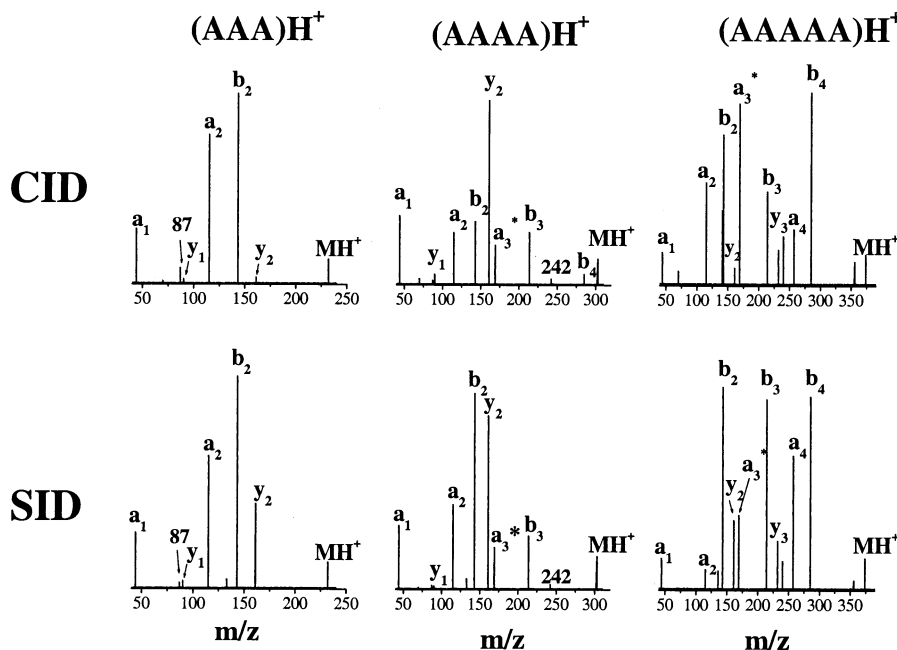 (AAA)H⁺ (AAAA)H⁺ (AAAAA)H⁺
CID
a₁ 87 y₁ a₂ b₂ y₂ MH⁺
50 100 150 200 250
a₁ y₁ a₂ b₂ y₂ a₃* b₃ 242 b₄ MH⁺
50 100 150 200 250 300
a₁ a₂ b₂ y₂ a₃* b₃ y₃ a₄ b₄ MH⁺
50 100 150 200 250 300 350
SID
a₁ 87 y₁ a₂ b₂ y₂ MH⁺
50 100 150 200 250
m/z
a₁ y₁ a₂ b₂ y₂ a₃* b₃ 242 MH⁺
50 100 150 200 250 300
m/z
a₁ a₂ b₂ y₂ a₃* b₃ y₃ a₄ b₄ MH⁺
50 100 150 200 250 300 350
m/z